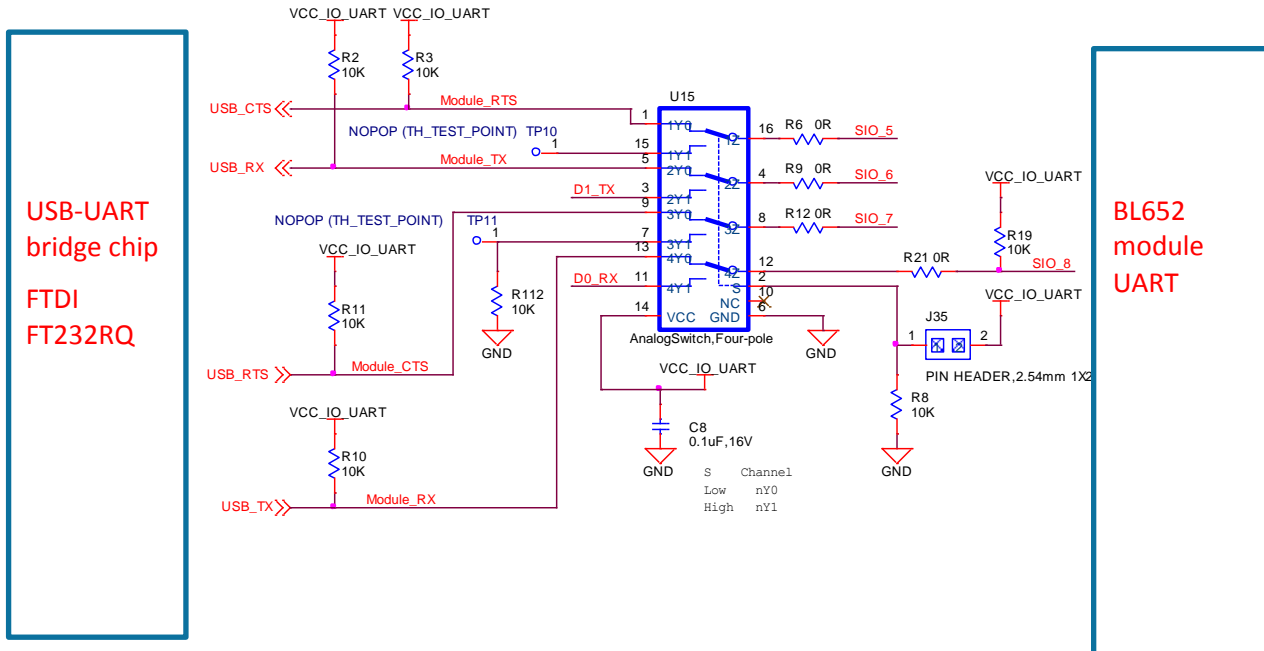 VCC_IO_UART VCC_IO_UART
R2
10K
R3
10K
USB_CTS
Module_RTS
U15
1
1Y0
16
1Z
R6 0R
SIO_5
NOPOP (TH_TEST_POINT) TP10
1
15
1Y1
USB_RX
Module_TX
5
2Y0
4
2Z
R9 0R
SIO_6
D1_TX
3
2Y1
9
3Y0
8
3Z
R12 0R
SIO_7
VCC_IO_UART
R19
10K
NOPOP (TH_TEST_POINT)
TP11
1
7
3Y1
13
4Y0
12
4Z
R21 0R
SIO_8
VCC_IO_UART
R11
10K
R112
10K
GND
D0_RX
11
4Y1
2
S
10
NC
14
VCC
GND
6
AnalogSwitch,Four-pole
GND
VCC_IO_UART
J35
1
2
PIN HEADER,2.54mm 1X2
USB_RTS
Module_CTS
VCC_IO_UART
C8
0.1uF,16V
GND
R8
10K
GND
VCC_IO_UART
R10
10K
USB_TX
Module_RX
S Channel
Low nY0
High nY1
USB-UART
bridge chip
FTDI
FT232RQ
BL652
module
UART